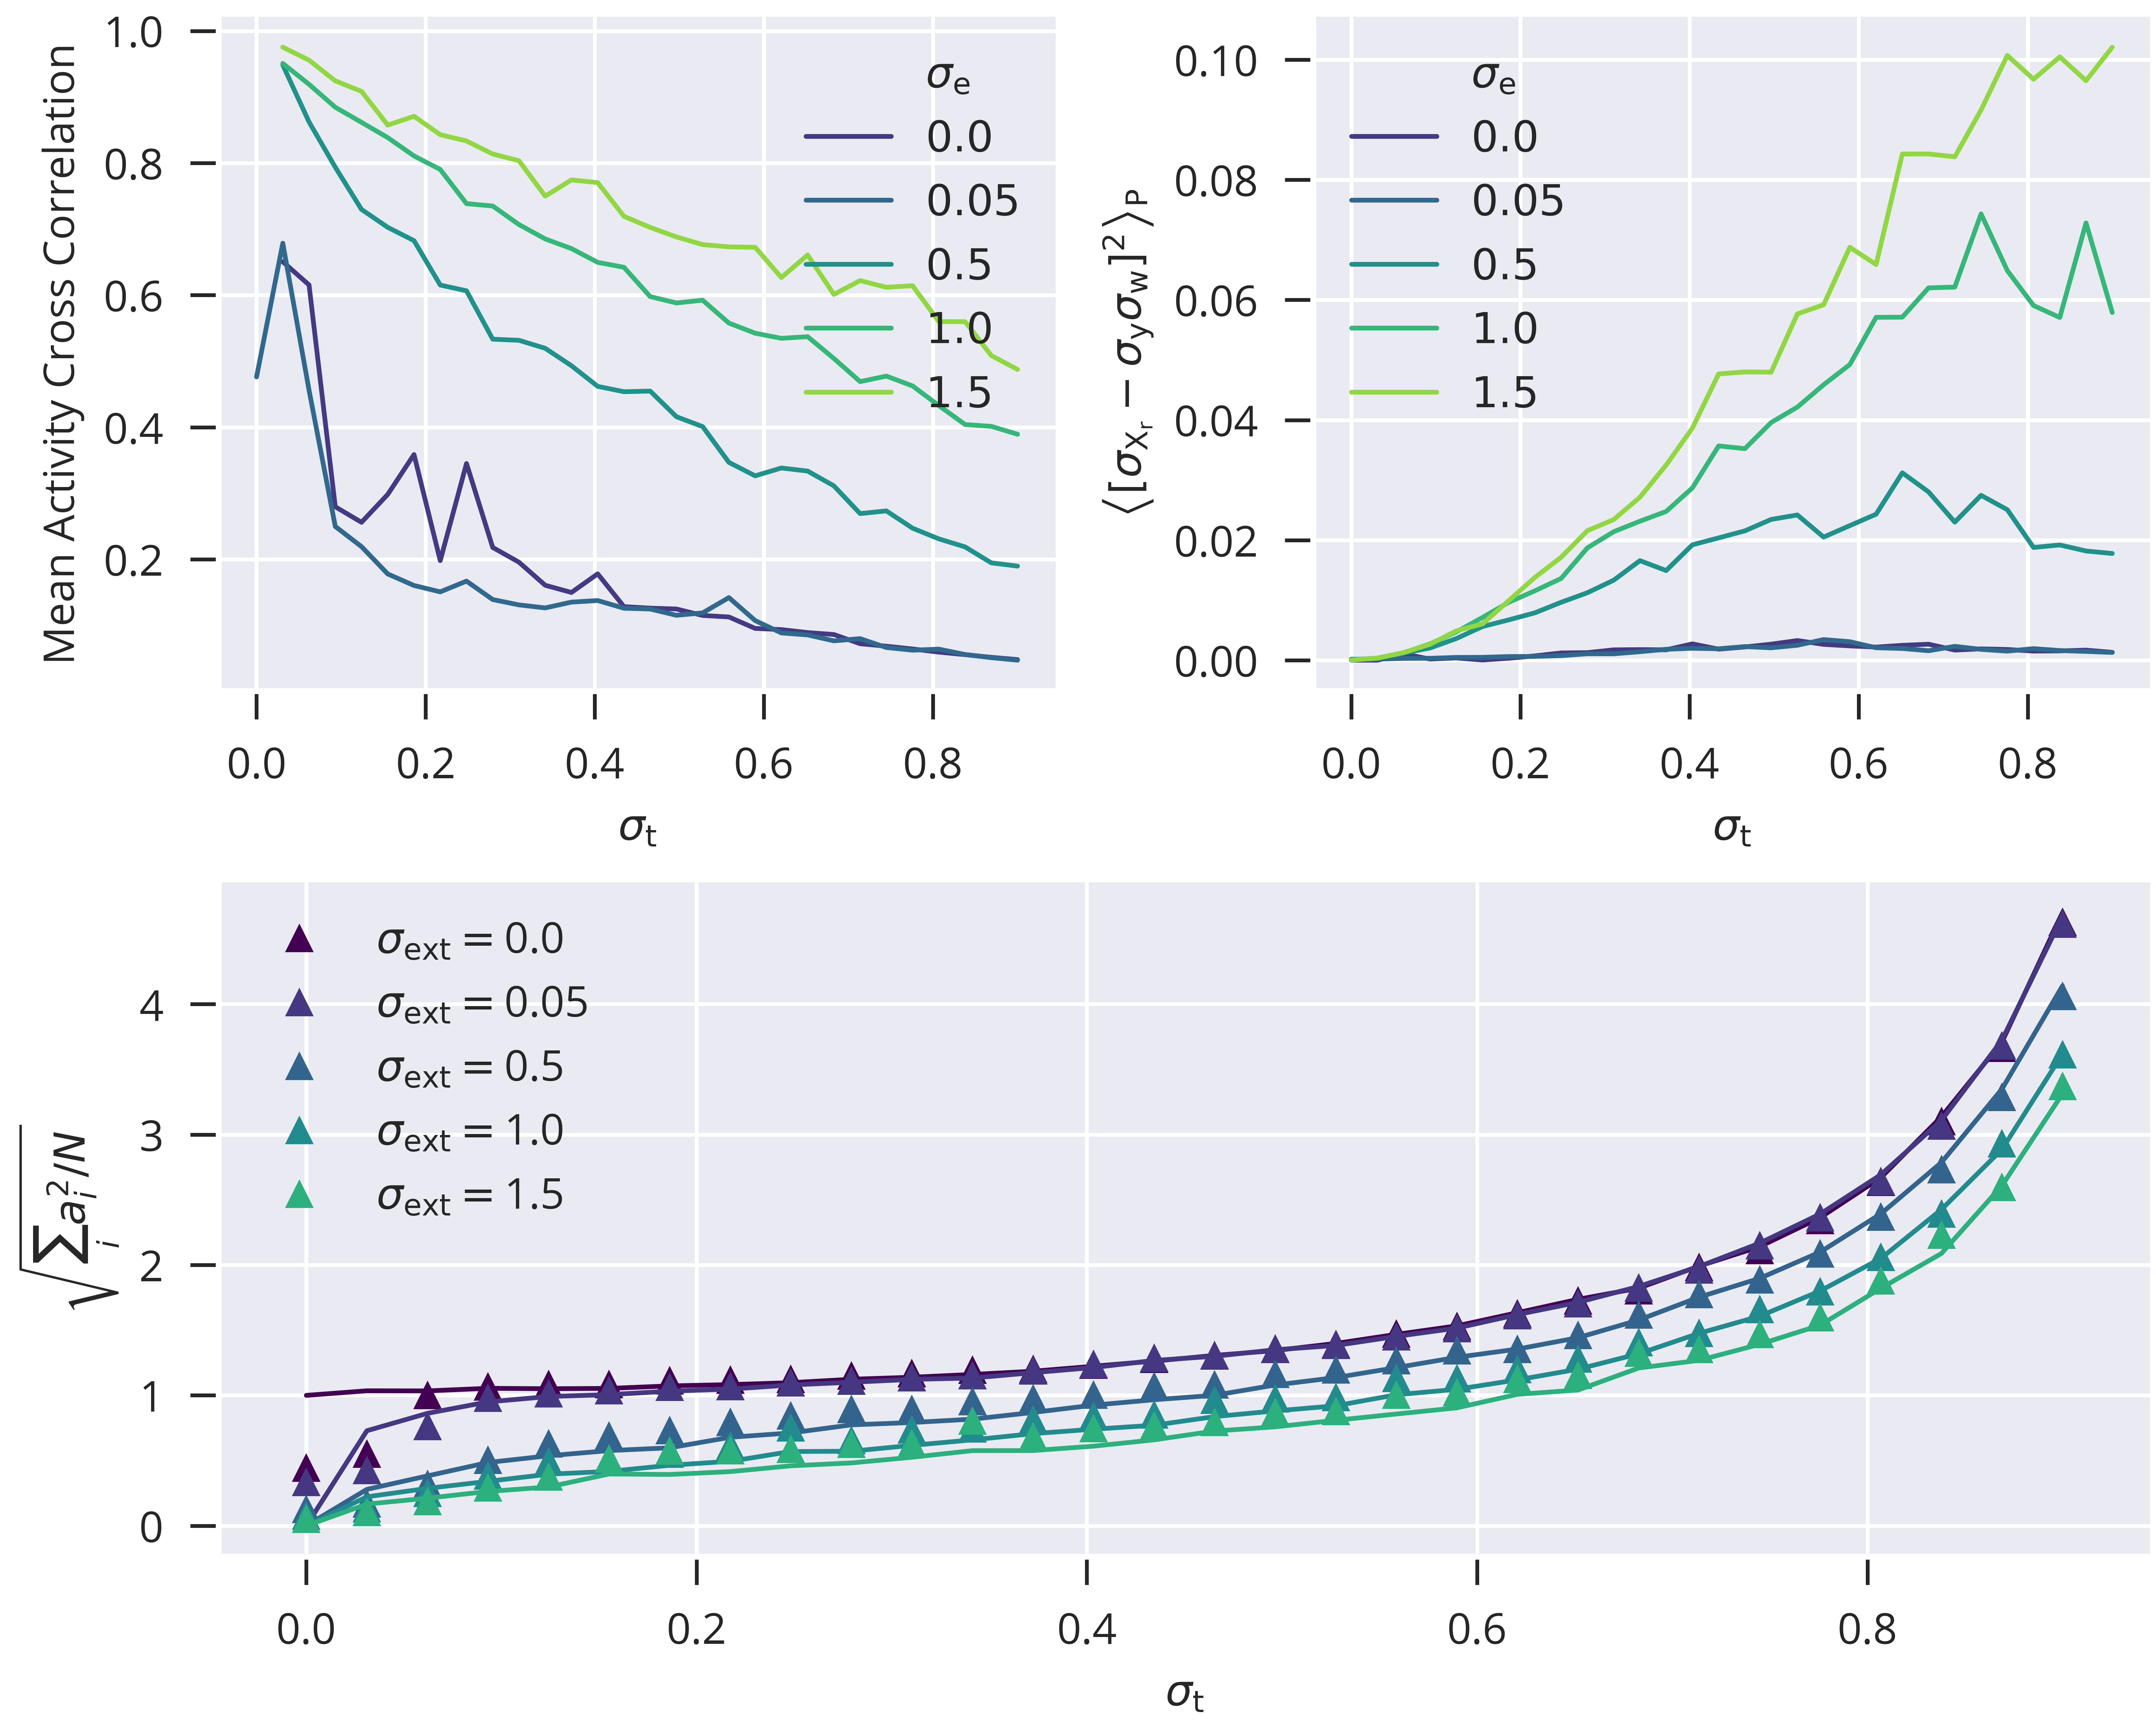 Mean Activity Cross Correlation
1.0
0.8
0.6
0.4
0.2
σe
0.0
0.05
0.5
1.0
1.5
0.0 0.2 0.4 0.6 0.8
σt
⟨[σXr − σyσw]²⟩P
0.10
0.08
0.06
0.04
0.02
0.00
σe
0.0
0.05
0.5
1.0
1.5
0.0 0.2 0.4 0.6 0.8
σt
√∑i ai²/N
4
3
2
1
0
σext = 0.0
σext = 0.05
σext = 0.5
σext = 1.0
σext = 1.5
0.0 0.2 0.4 0.6 0.8
σt